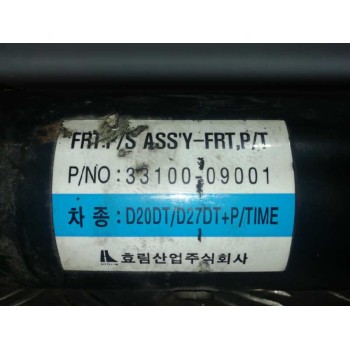 FRT.P/S ASS'Y-FRT,P/T
P/NO : 33100-09001
차 종 : D20DT/D27DT+P/TIME
효림산업주식회사